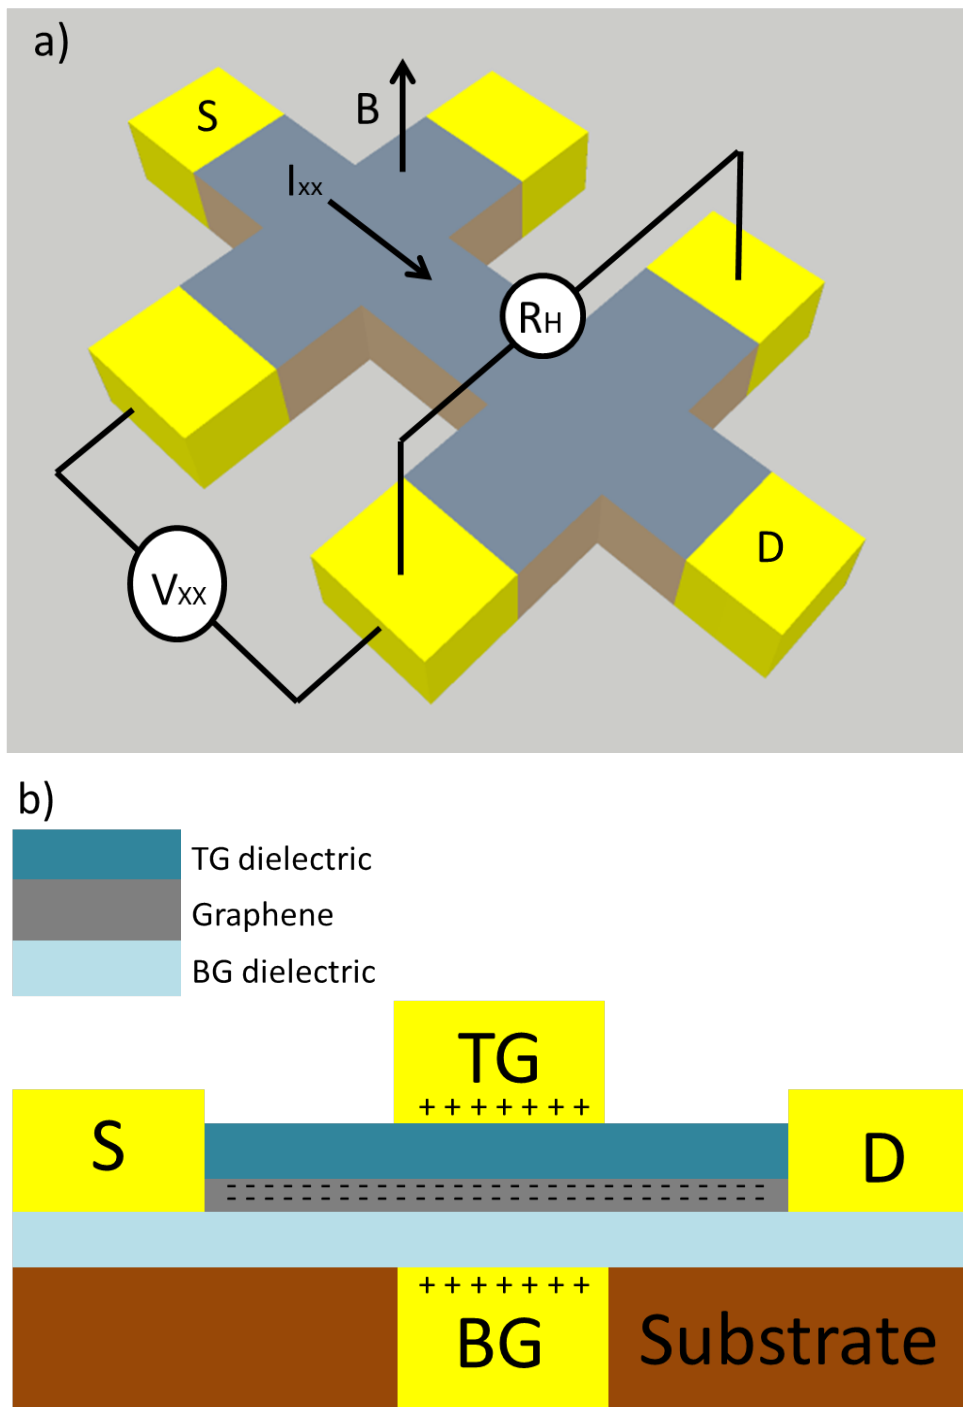 a)
S
B
Ixx
RH
D
Vxx
b)
TG dielectric
Graphene
BG dielectric
TG
+ + + + + + +
S
D
- - - - - - - - - - - - - - - - - - - -
- - - - - - - - - - - - - - - - - - - -
+ + + + + + +
BG
Substrate